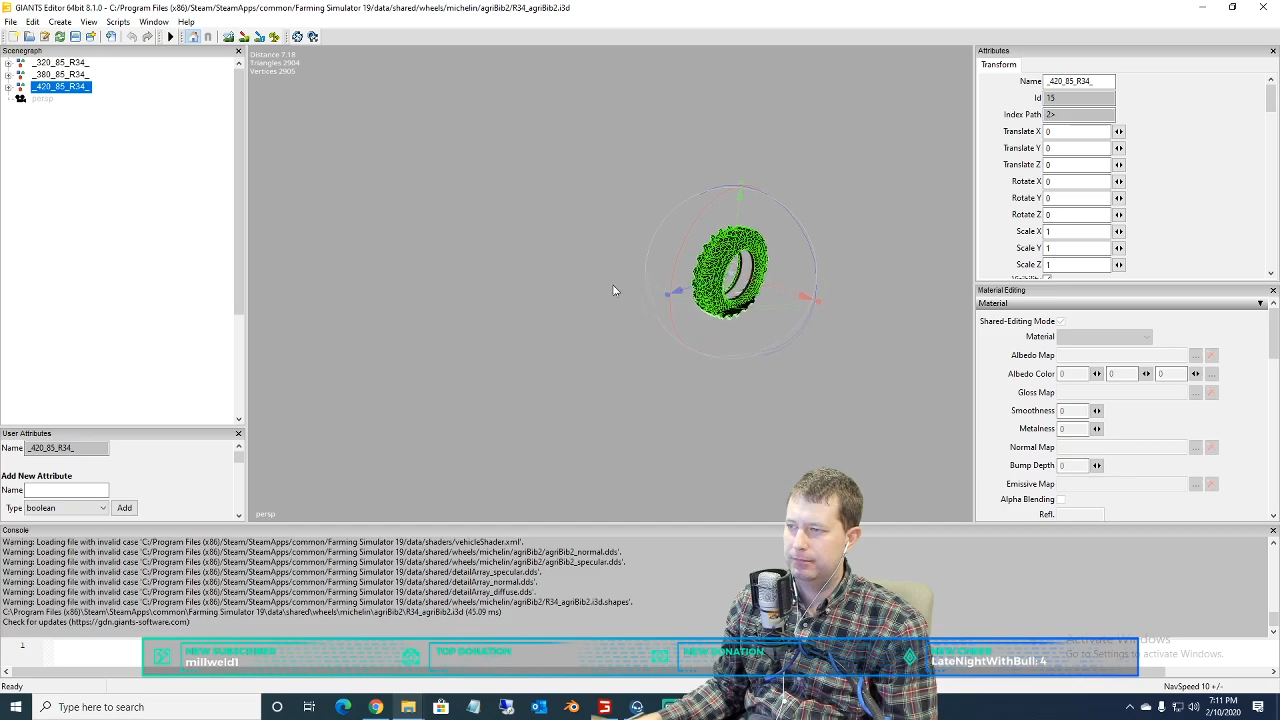 GIANTS Editor 64bit 8.1.0 - C:/Program Files (x86)/Steam/SteamApps/common/Farming Simulator 19/data/shared/wheels/michelin/agriBib2/R34_agriBib2.i3d
File Edit View Create Scripts Window Help
Scenegraph
_320_85_R34_
_380_85_R34_
_420_85_R34_
persp
User Attributes
Name _420_85_R34_
Add New Attribute
Name
Type boolean Add
Distance 7.18
Triangles 2904
Vertices 2905
persp
Attributes
Transform
Name _420_85_R34_
Id 15
Index Path 2>
Translate X 0
Translate Y 0
Translate Z 0
Rotate X 0
Rotate Y 0
Rotate Z 0
Scale X 1
Scale Y 1
Scale Z 1
Material Editing
Material
Shared-Editing Mode
Material
Albedo Map ...
Albedo Color 0 0 0 ...
Gloss Map ...
Smoothness 0
Metalness 0
Normal Map ...
Bump Depth 0
Emissive Map ...
Alpha Blending
Refl.
Console
Warning: Loading file with invalid case 'C:/Program Files (x86)/Steam/SteamApps/common/Farming Simulator 19/data/shaders/vehicleShader.xml'.
Warning: Loading file with invalid case 'C:/Program Files (x86)/Steam/SteamApps/common/Farming Simulator 19/data/shared/wheels/michelin/agriBib2/agriBib2_normal.dds'.
Warning: Loading file with invalid case 'C:/Program Files (x86)/Steam/SteamApps/common/Farming Simulator 19/data/shared/wheels/michelin/agriBib2/agriBib2_specular.dds'.
Warning: Loading file with invalid case 'C:/Program Files (x86)/Steam/SteamApps/common/Farming Simulator 19/data/shared/detailArray_specular.dds'.
Warning: Loading file with invalid case 'C:/Program Files (x86)/Steam/SteamApps/common/Farming Simulator 19/data/shared/detailArray_normal.dds'.
Warning: Loading file with invalid case 'C:/Program Files (x86)/Steam/SteamApps/common/Farming Simulator 19/data/shared/detailArray_diffuse.dds'.
Warning: Loading file with invalid case 'C:/Program Files (x86)/Steam/SteamApps/common/Farming Simulator 19/data/shared/wheels/michelin/agriBib2/R34_agriBib2.i3d.shapes'.
C:\Program Files (x86)\Steam\SteamApps\common\Farming Simulator 19\data\shared\wheels\michelin\agriBib2\R34_agriBib2.i3d (45.09 ms)
Check for updates (https://gdn.giants-software.com)
1
NEW SUBSCRIBER
millweld1
TOP DONATION
NEW DONATION
LateNightWithBull: 4
Activate Windows
Go to Settings to activate Windows.
Ready
NavSpeed 10 +/-
Type here to search
7:11 PM
2/10/2020